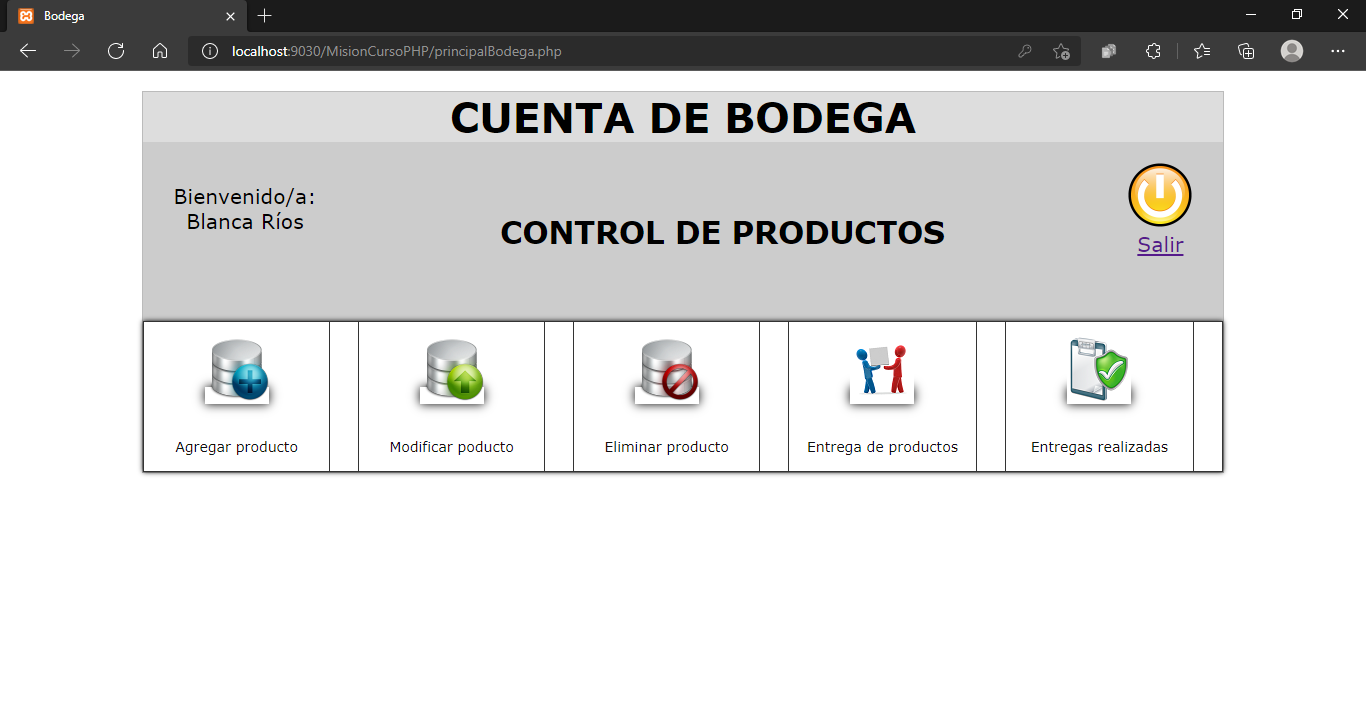 Bodega
localhost:9030/MisionCursoPHP/principalBodega.php
CUENTA DE BODEGA
Bienvenido/a:
Blanca Ríos
CONTROL DE PRODUCTOS
Salir
Agregar producto
Modificar poducto
Eliminar producto
Entrega de productos
Entregas realizadas